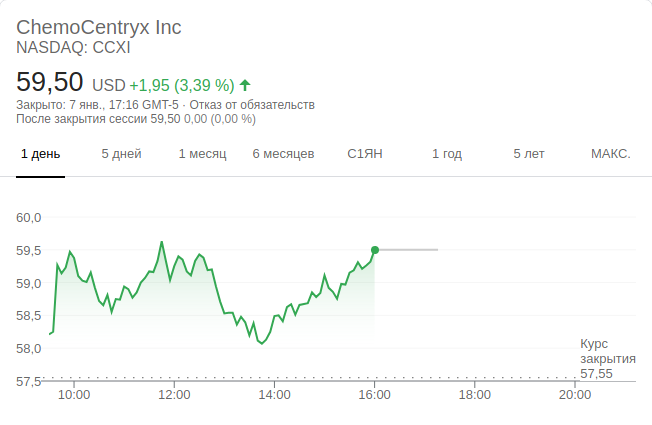 ChemoCentryx Inc
NASDAQ: CCXI
59,50 USD +1,95 (3,39 %)
Закрыто: 7 янв., 17:16 GMT-5 · Отказ от обязательств
После закрытия сессии 59,50 0,00 (0,00 %)
1 день 5 дней 1 месяц 6 месяцев С1ЯН 1 год 5 лет МАКС.
60,0
59,5
59,0
58,5
58,0
57,5
Курс
закрытия
57,55
10:00 12:00 14:00 16:00 18:00 20:00